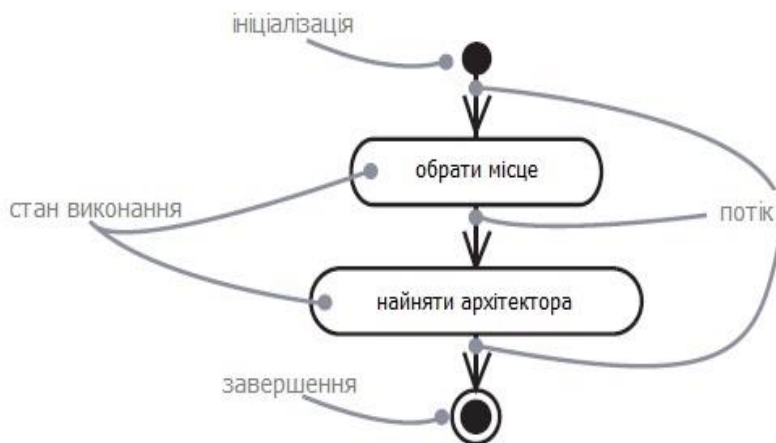 ініціалізація
обрати місце
стан виконання
потік
найняти архітектора
завершення